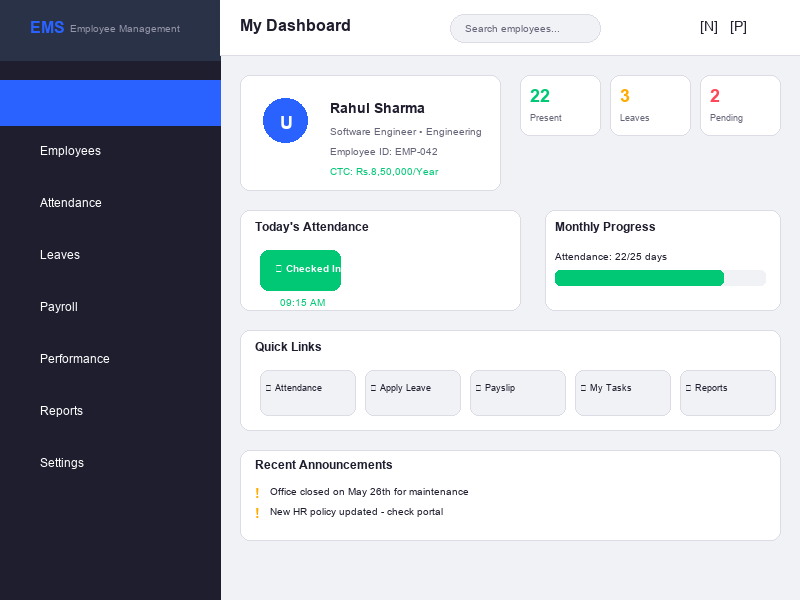 EMS Employee Management
My Dashboard
Search employees...
[N] [P]
Employees
Attendance
Leaves
Payroll
Performance
Reports
Settings
U
Rahul Sharma
Software Engineer • Engineering
Employee ID: EMP-042
CTC: Rs.8,50,000/Year
22
Present
3
Leaves
2
Pending
Today's Attendance
Checked In
09:15 AM
Monthly Progress
Attendance: 22/25 days
Quick Links
Attendance
Apply Leave
Payslip
My Tasks
Reports
Recent Announcements
! Office closed on May 26th for maintenance
! New HR policy updated - check portal